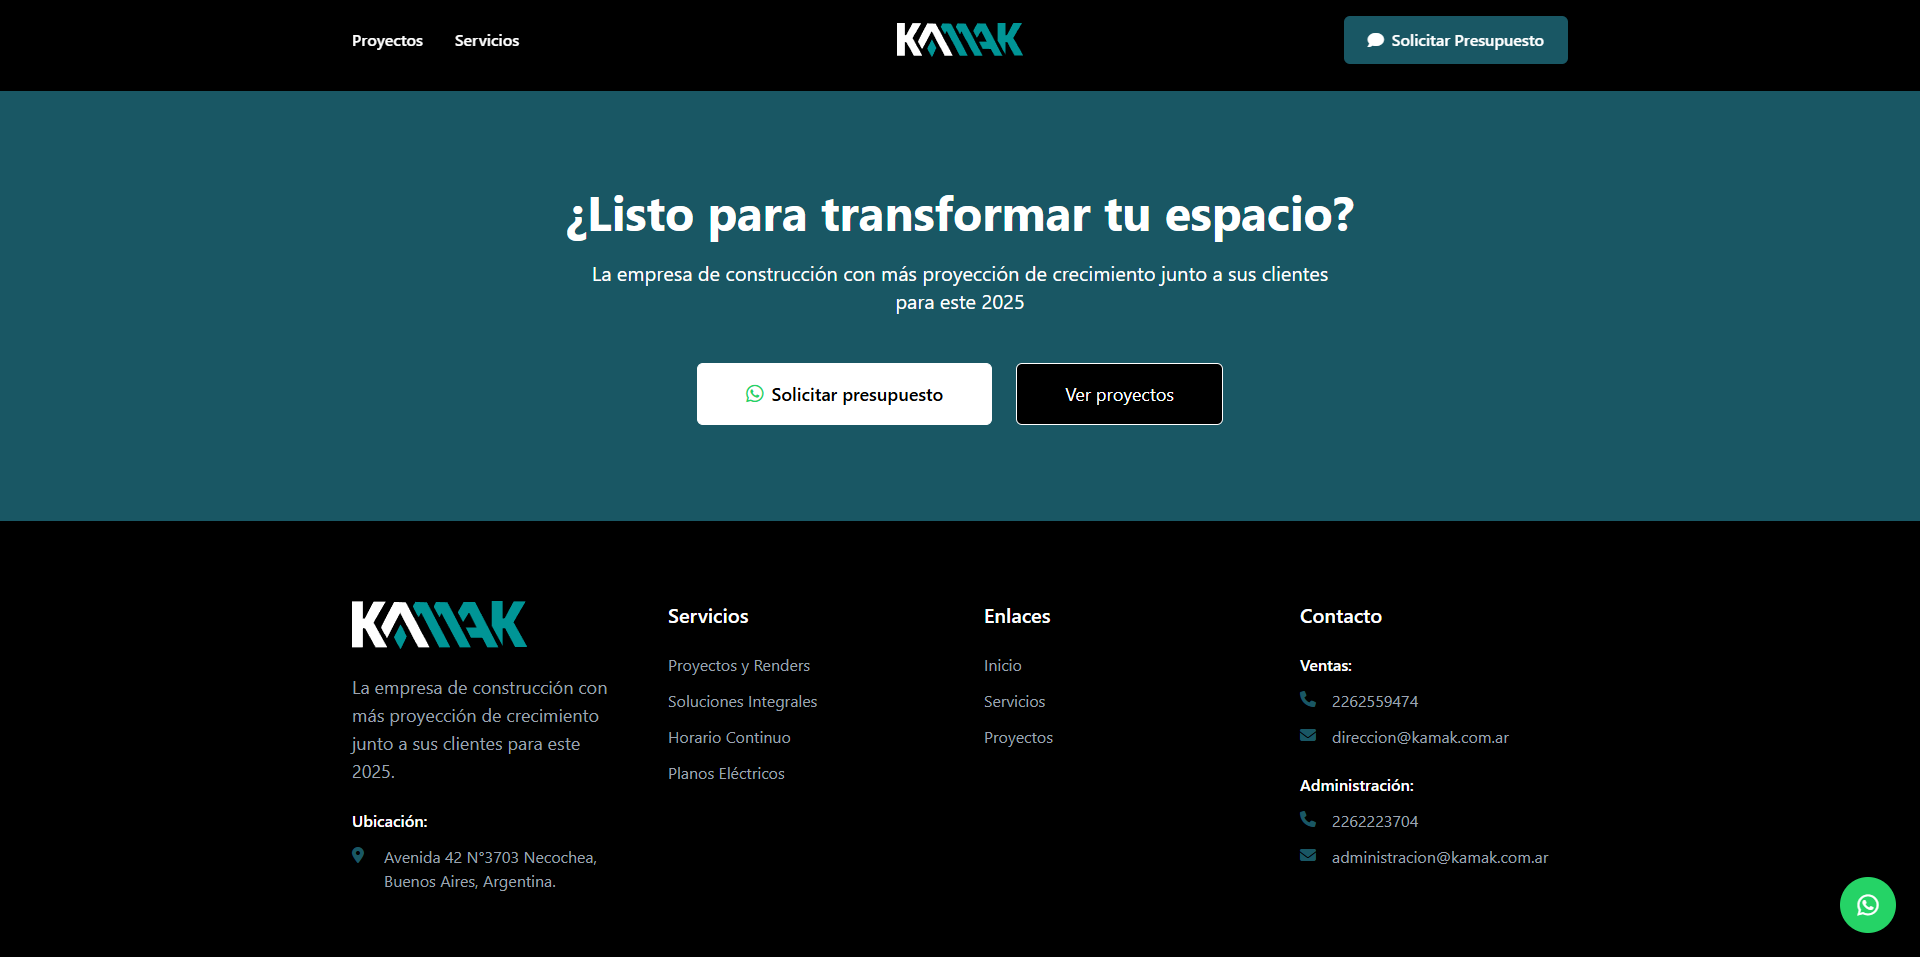 Proyectos
Servicios
KAMAK
Solicitar Presupuesto
¿Listo para transformar tu espacio?
La empresa de construcción con más proyección de crecimiento junto a sus clientes
para este 2025
Solicitar presupuesto
Ver proyectos
KAMAK
La empresa de construcción con
más proyección de crecimiento
junto a sus clientes para este
2025.
Ubicación:
Avenida 42 N°3703 Necochea,
Buenos Aires, Argentina.
Servicios
Proyectos y Renders
Soluciones Integrales
Horario Continuo
Planos Eléctricos
Enlaces
Inicio
Servicios
Proyectos
Contacto
Ventas:
2262559474
direccion@kamak.com.ar
Administración:
2262223704
administracion@kamak.com.ar